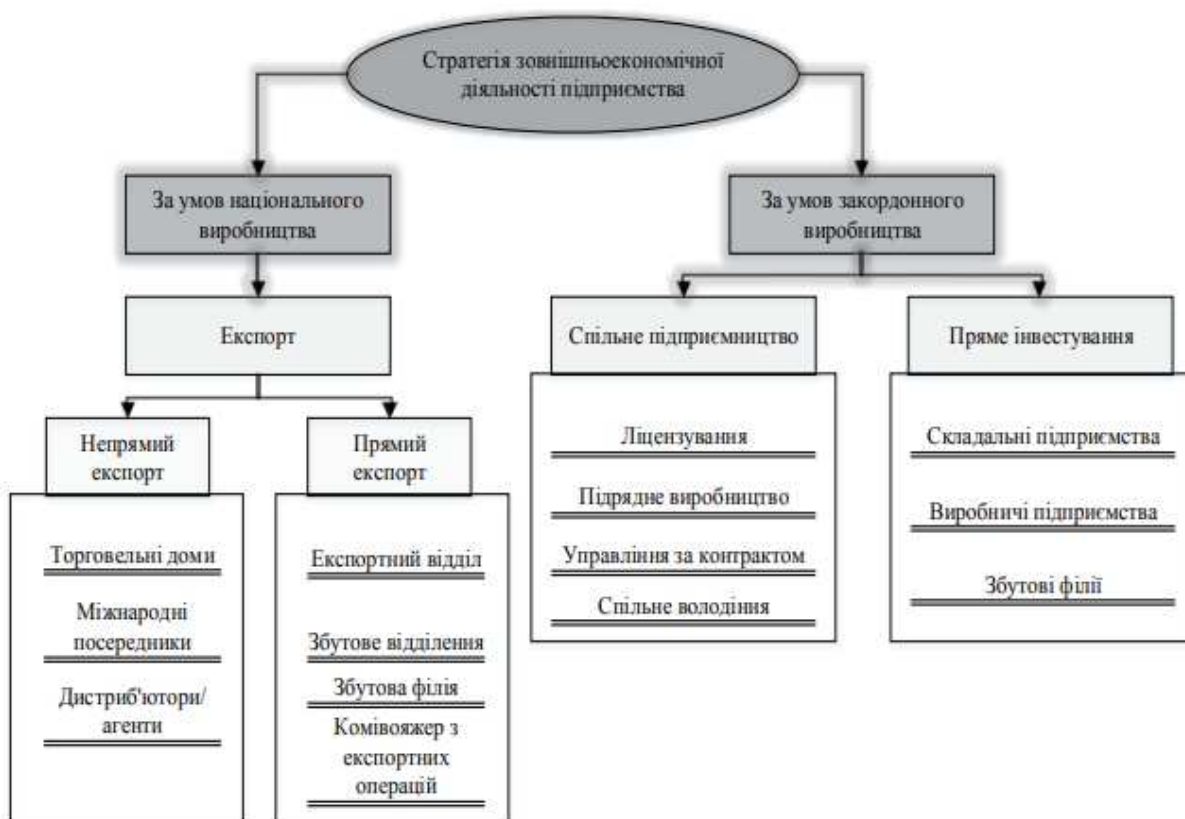 Стратегія зовнішньоекономічної
діяльності підприємства
За умов національного
виробництва
За умов закордонного
виробництва
Експорт
Спільне підприємництво
Пряме інвестування
Непрямий
експорт
Прямий
експорт
Торговельні доми
Міжнародні
посередники
Дистриб'ютори/
агенти
Експортний відділ
Збутове відділення
Збутова філія
Комівояжер з
експортних
операцій
Ліцензування
Підрядне виробництво
Управління за контрактом
Спільне володіння
Складальні підприємства
Виробничі підприємства
Збутові філії